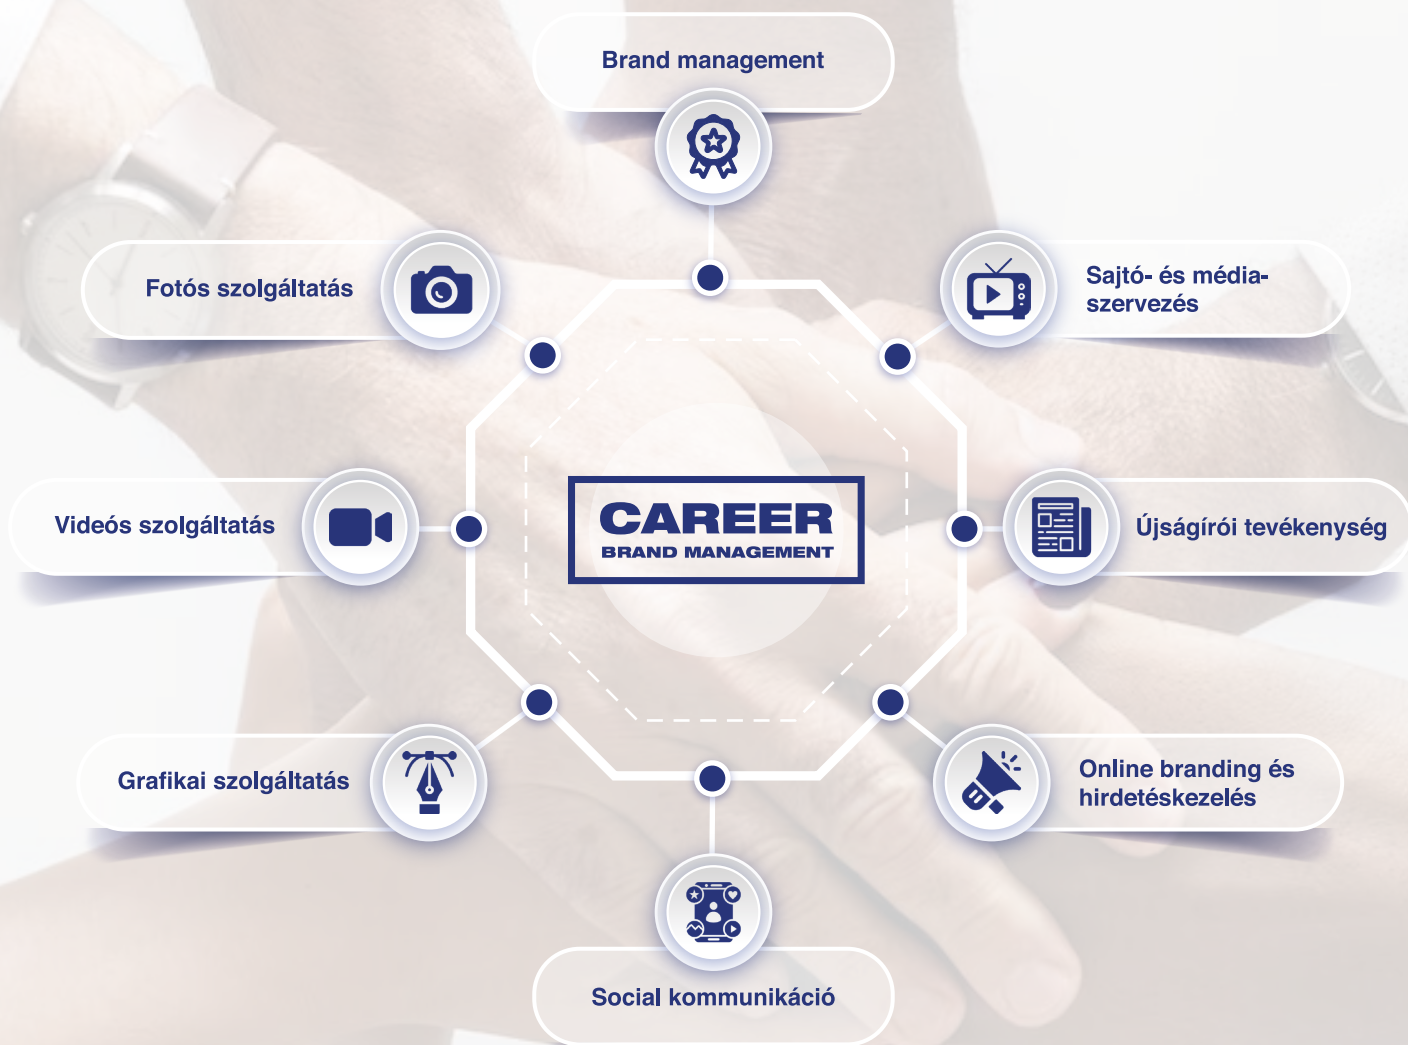 Brand management
Fotós szolgáltatás
Sajtó- és média-
szervezés
Videós szolgáltatás
CAREER
BRAND MANAGEMENT
Újságírói tevékenység
Grafikai szolgáltatás
Online branding és
hirdetéskezelés
Social kommunikáció